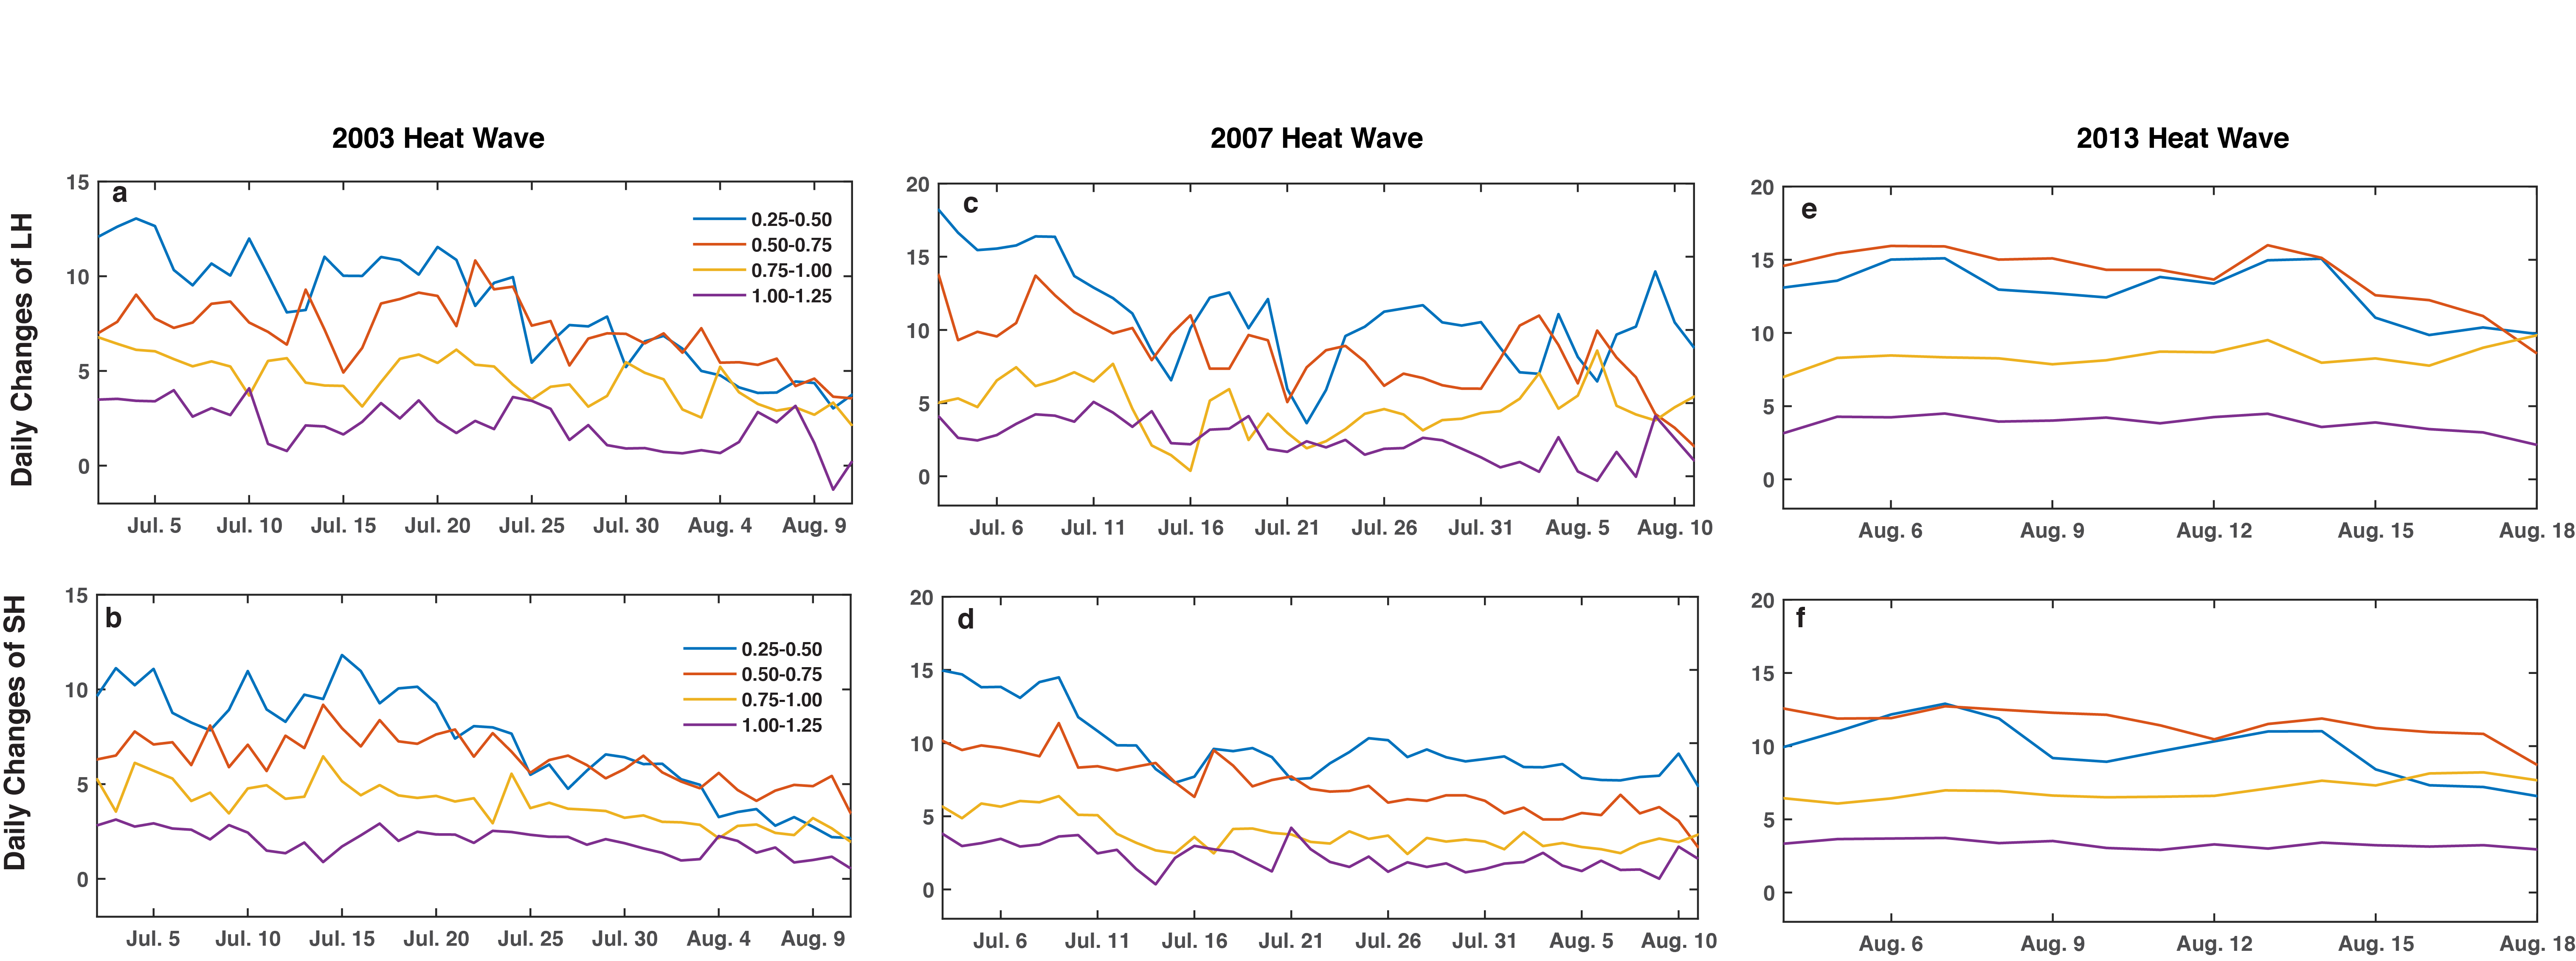 2003 Heat Wave
2007 Heat Wave
2013 Heat Wave
Daily Changes of LH
a
15
10
5
0
0.25-0.50
0.50-0.75
0.75-1.00
1.00-1.25
Jul. 5 Jul. 10 Jul. 15 Jul. 20 Jul. 25 Jul. 30 Aug. 4 Aug. 9
c
20
15
10
5
0
Jul. 6 Jul. 11 Jul. 16 Jul. 21 Jul. 26 Jul. 31 Aug. 5 Aug. 10
e
20
15
10
5
0
Aug. 6 Aug. 9 Aug. 12 Aug. 15 Aug. 18
Daily Changes of SH
b
15
10
5
0
0.25-0.50
0.50-0.75
0.75-1.00
1.00-1.25
Jul. 5 Jul. 10 Jul. 15 Jul. 20 Jul. 25 Jul. 30 Aug. 4 Aug. 9
d
20
15
10
5
0
Jul. 6 Jul. 11 Jul. 16 Jul. 21 Jul. 26 Jul. 31 Aug. 5 Aug. 10
f
20
15
10
5
0
Aug. 6 Aug. 9 Aug. 12 Aug. 15 Aug. 18